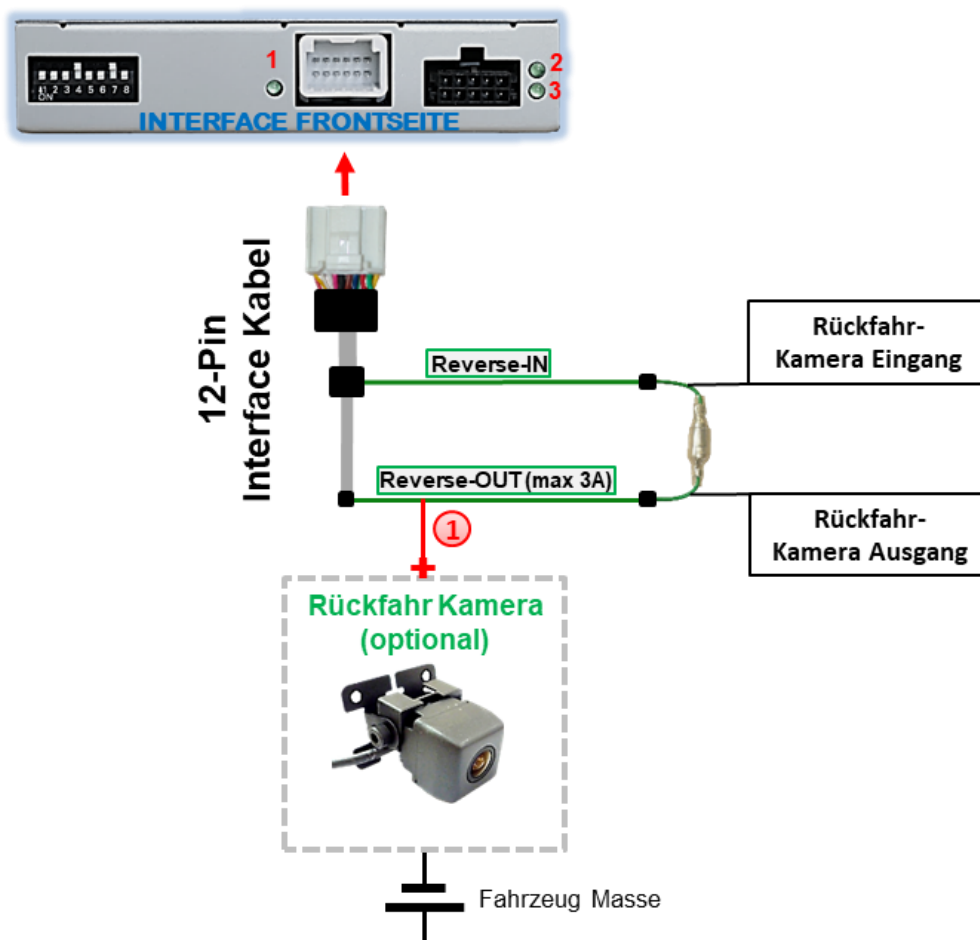 1
2
3
1 2 3 4 5 6 7 8
ON
INTERFACE FRONTSEITE
12-Pin
Interface Kabel
Reverse-IN
Rückfahr-
Kamera Eingang
Reverse-OUT (max 3A)
Rückfahr-
Kamera Ausgang
1
+
Rückfahr Kamera
(optional)
Fahrzeug Masse